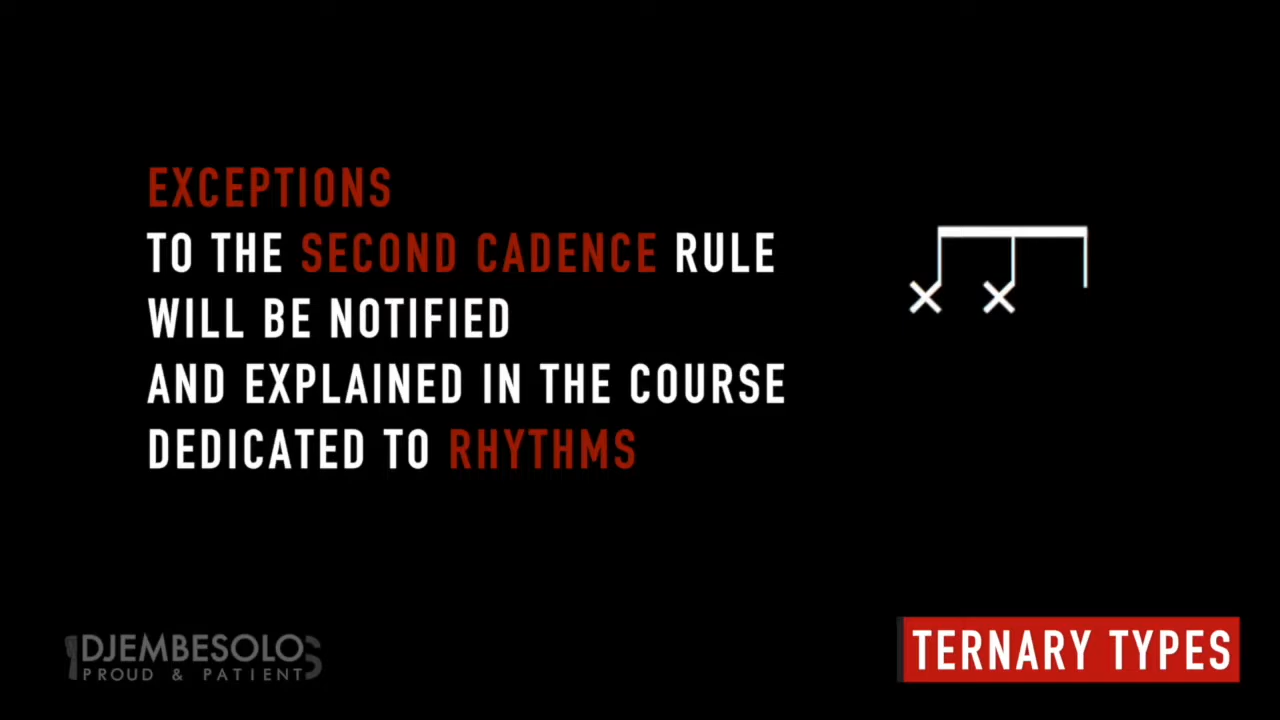 EXCEPTIONS
TO THE SECOND CADENCE RULE
WILL BE NOTIFIED
AND EXPLAINED IN THE COURSE
DEDICATED TO RHYTHMS
DJEMBESOLOS
PROUD & PATIENT
TERNARY TYPES